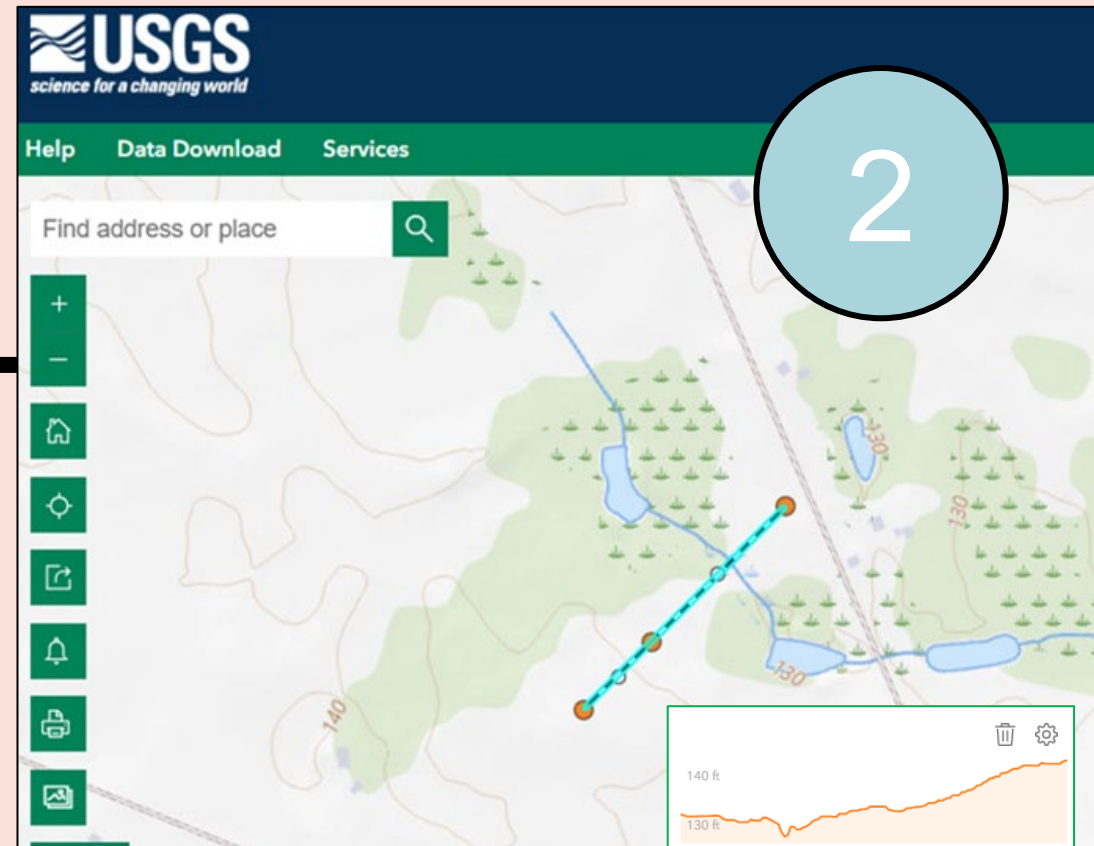 USGS
science for a changing world
Help Data Download Services
2
Find address or place
+
−
130
130
130
140
140 ft
130 ft